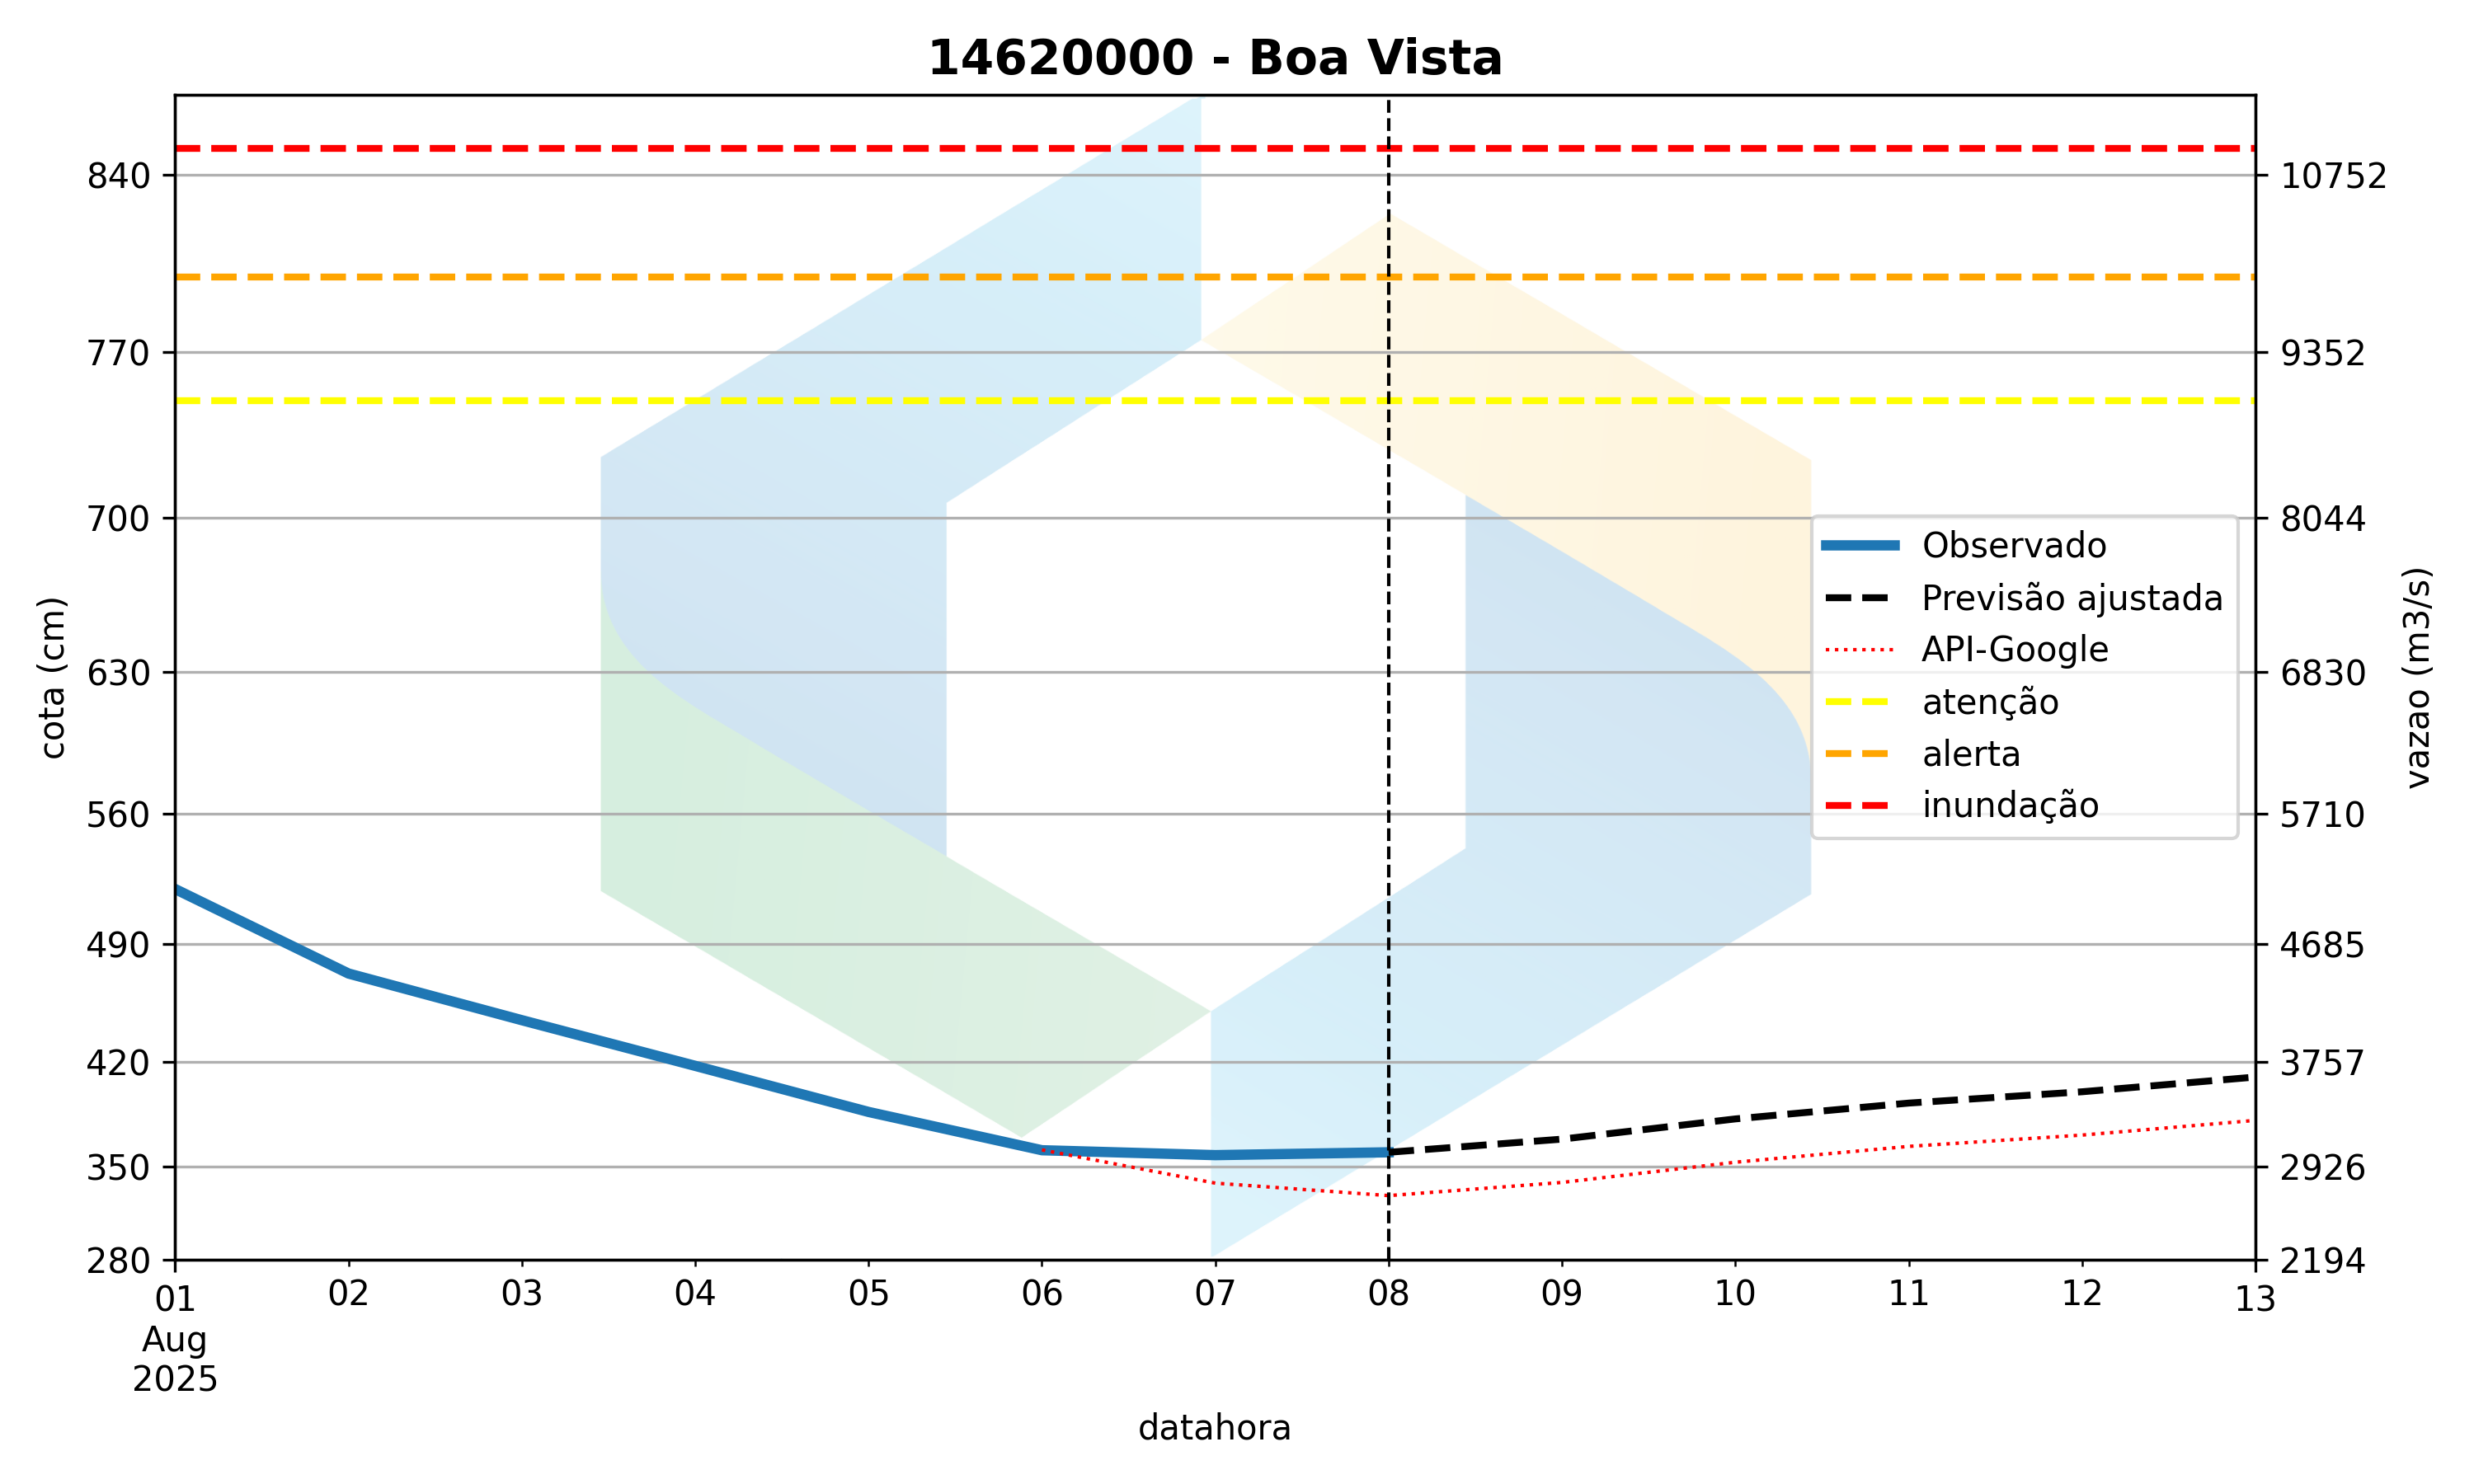 14620000 - Boa Vista
840
770
700
630
560
490
420
350
280
cota (cm)
10752
9352
8044
6830
5710
4685
3757
2926
2194
vazao (m3/s)
Observado
Previsão ajustada
API-Google
atenção
alerta
inundação
01 02 03 04 05 06 07 08 09 10 11 12 13
Aug
2025
datahora